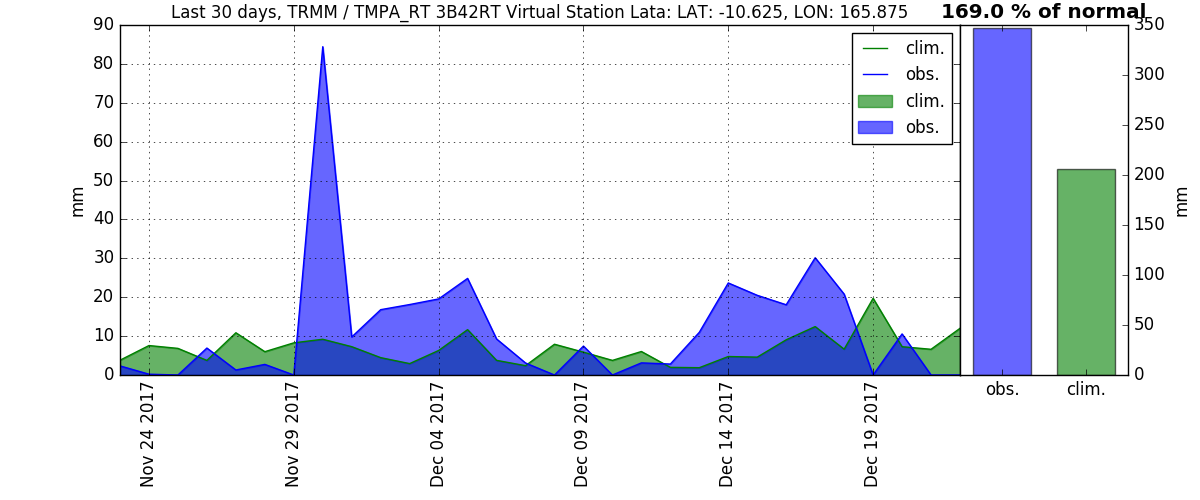 Last 30 days, TRMM / TMPA_RT 3B42RT Virtual Station Lata: LAT: -10.625, LON: 165.875
169.0 % of normal
90
80
70
60
50
40
30
20
10
0
mm
clim.
obs.
clim.
obs.
Nov 24 2017
Nov 29 2017
Dec 04 2017
Dec 09 2017
Dec 14 2017
Dec 19 2017
350
300
250
200
150
100
50
0
mm
obs.
clim.